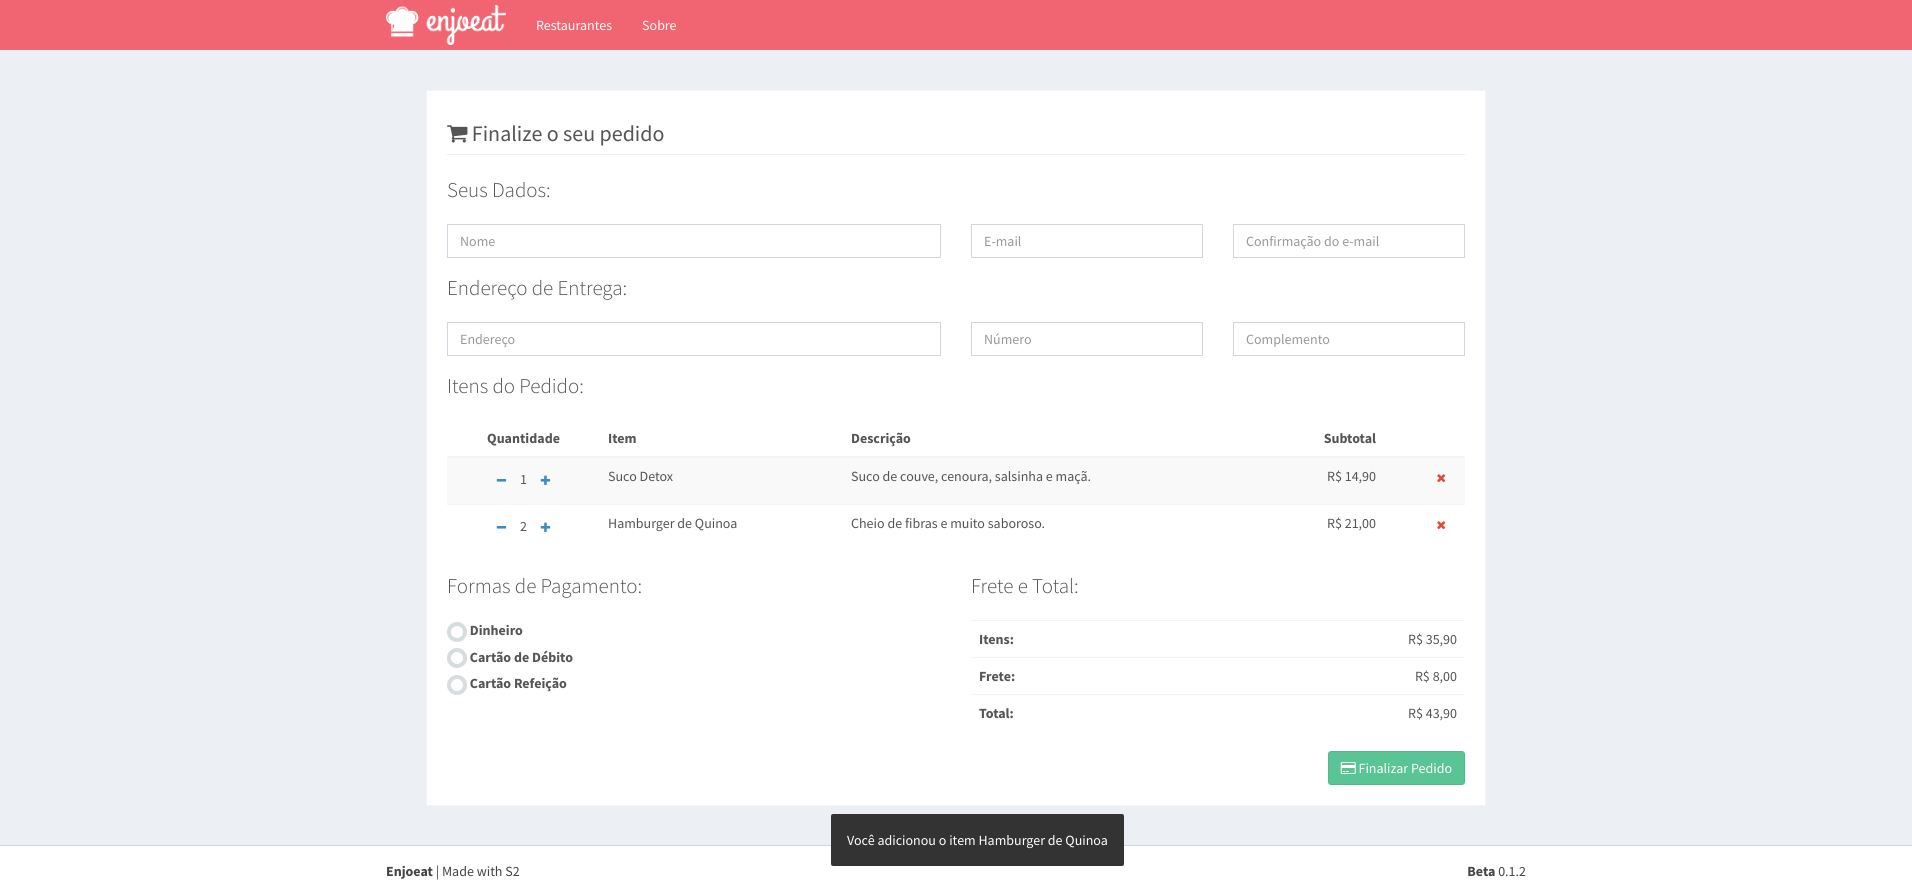 enjoeat Restaurantes Sobre
Finalize o seu pedido
Seus Dados:
Nome E-mail Confirmação do e-mail
Endereço de Entrega:
Endereço Número Complemento
Itens do Pedido:
Quantidade Item Descrição Subtotal
1 Suco Detox Suco de couve, cenoura, salsinha e maçã. R$ 14,90
2 Hamburger de Quinoa Cheio de fibras e muito saboroso. R$ 21,00
Formas de Pagamento:
Dinheiro
Cartão de Débito
Cartão Refeição
Frete e Total:
Itens: R$ 35,90
Frete: R$ 8,00
Total: R$ 43,90
Finalizar Pedido
Você adicionou o item Hamburger de Quinoa
Enjoeat | Made with S2 Beta 0.1.2